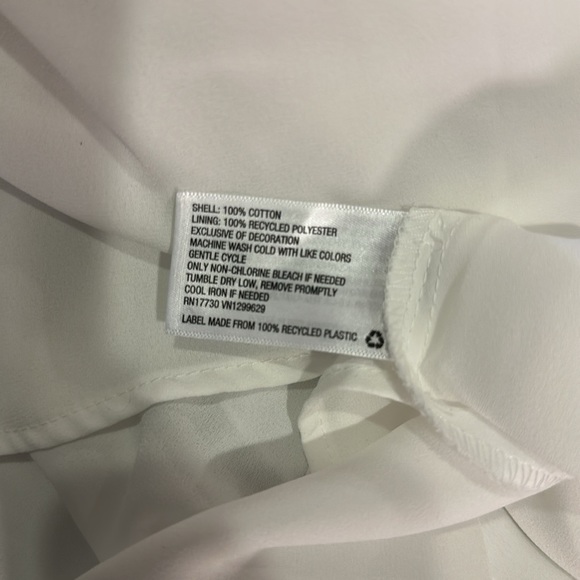 SHELL: 100% COTTON
LINING: 100% RECYCLED POLYESTER
EXCLUSIVE OF DECORATION
MACHINE WASH COLD WITH LIKE COLORS
GENTLE CYCLE
ONLY NON-CHLORINE BLEACH IF NEEDED
TUMBLE DRY LOW, REMOVE PROMPTLY
COOL IRON IF NEEDED
RN17730 VN1299629
LABEL MADE FROM 100% RECYCLED PLASTIC